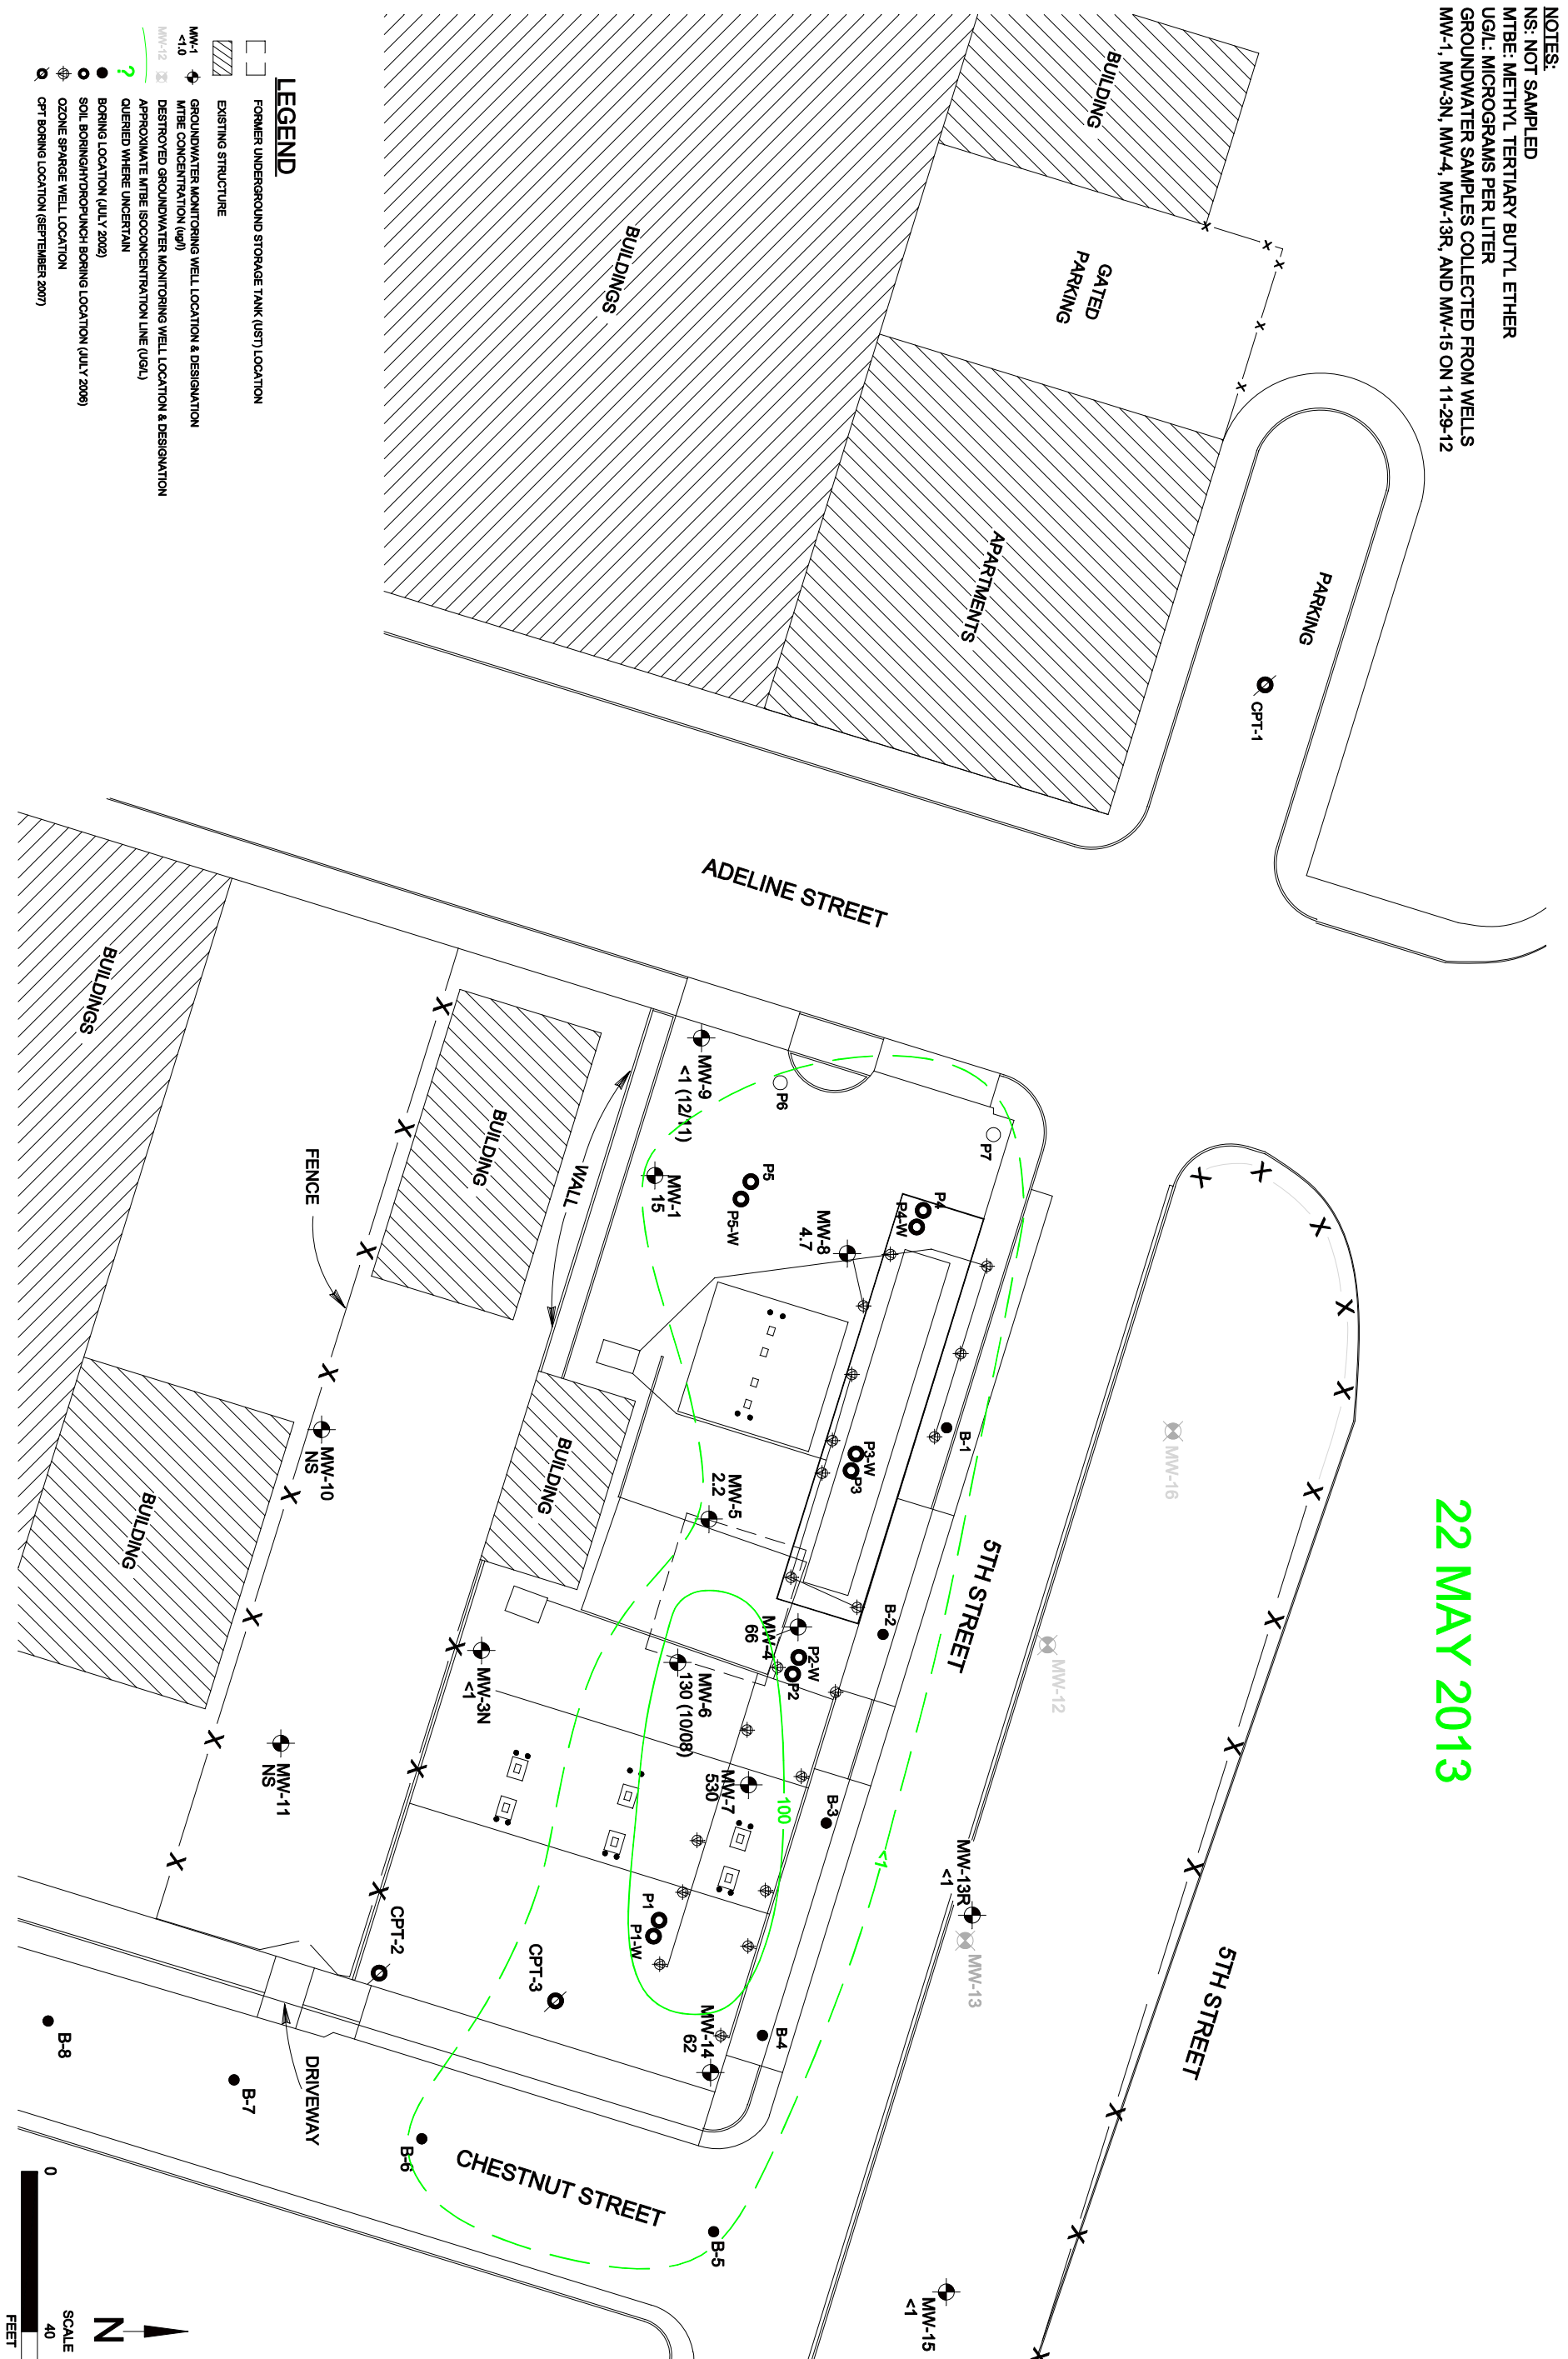 NOTES:
NS: NOT SAMPLED
MTBE: METHYL TERTIARY BUTYL ETHER
UG/L: MICROGRAMS PER LITER
GROUNDWATER SAMPLES COLLECTED FROM WELLS
MW-1, MW-3N, MW-4, MW-13R, AND MW-15 ON 11-29-12
22 MAY 2013
BUILDING
GATED
PARKING
PARKING
CPT-1
BUILDINGS
APARTMENTS
ADELINE STREET
5TH STREET
5TH STREET
MW-16
MW-12
MW-13R
<1
MW-13
MW-15
<1
P7
P6
MW-9
<1 (12/11)
MW-1
15
P5
P5-W
P4
P4-W
MW-8
4.7
B-1
P3-W
P3
MW-5
2.2
B-2
MW-4
66
P2-W
P2
MW-6
130 (10/08)
MW-7
530
100
<1
B-3
P1
P1-W
MW-14
62
B-4
B-5
B-6
B-7
B-8
CHESTNUT STREET
DRIVEWAY
CPT-3
CPT-2
MW-3N
<1
MW-10
NS
MW-11
NS
WALL
FENCE
BUILDING
BUILDING
BUILDING
BUILDINGS
LEGEND
FORMER UNDERGROUND STORAGE TANK (UST) LOCATION
EXISTING STRUCTURE
MW-1
<1.0
GROUNDWATER MONITORING WELL LOCATION & DESIGNATION
MTBE CONCENTRATION (ug/l)
MW-12
DESTROYED GROUNDWATER MONITORING WELL LOCATION & DESIGNATION
APPROXIMATE MTBE ISOCONCENTRATION LINE (UG/L)
?
QUERIED WHERE UNCERTAIN
BORING LOCATION (JULY 2002)
SOIL BORING/HYDROPUNCH BORING LOCATION (JULY 2006)
OZONE SPARGE WELL LOCATION
CPT BORING LOCATION (SEPTEMBER 2007)
N
0
40
SCALE
FEET